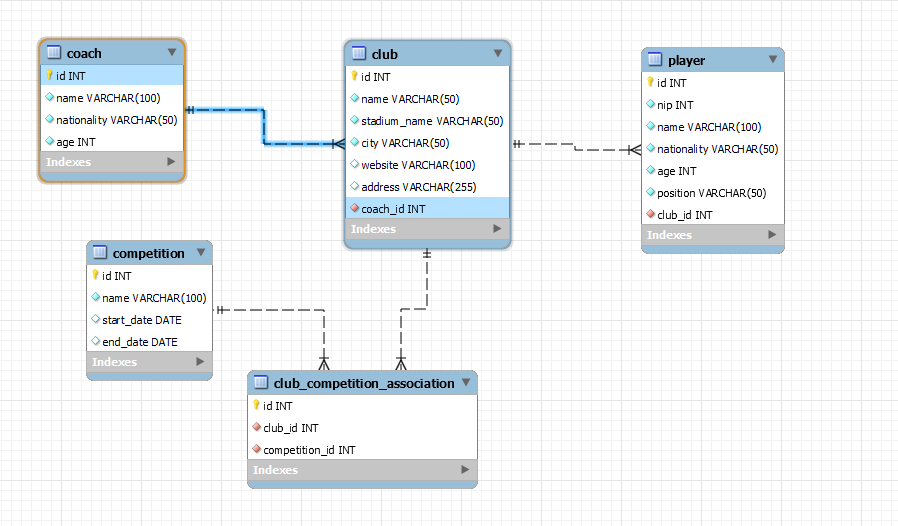 coach
id INT
name VARCHAR(100)
nationality VARCHAR(50)
age INT
Indexes
club
id INT
name VARCHAR(50)
stadium_name VARCHAR(50)
city VARCHAR(50)
website VARCHAR(100)
address VARCHAR(255)
coach_id INT
Indexes
player
id INT
nip INT
name VARCHAR(100)
nationality VARCHAR(50)
age INT
position VARCHAR(50)
club_id INT
Indexes
competition
id INT
name VARCHAR(100)
start_date DATE
end_date DATE
Indexes
club_competition_association
id INT
club_id INT
competition_id INT
Indexes